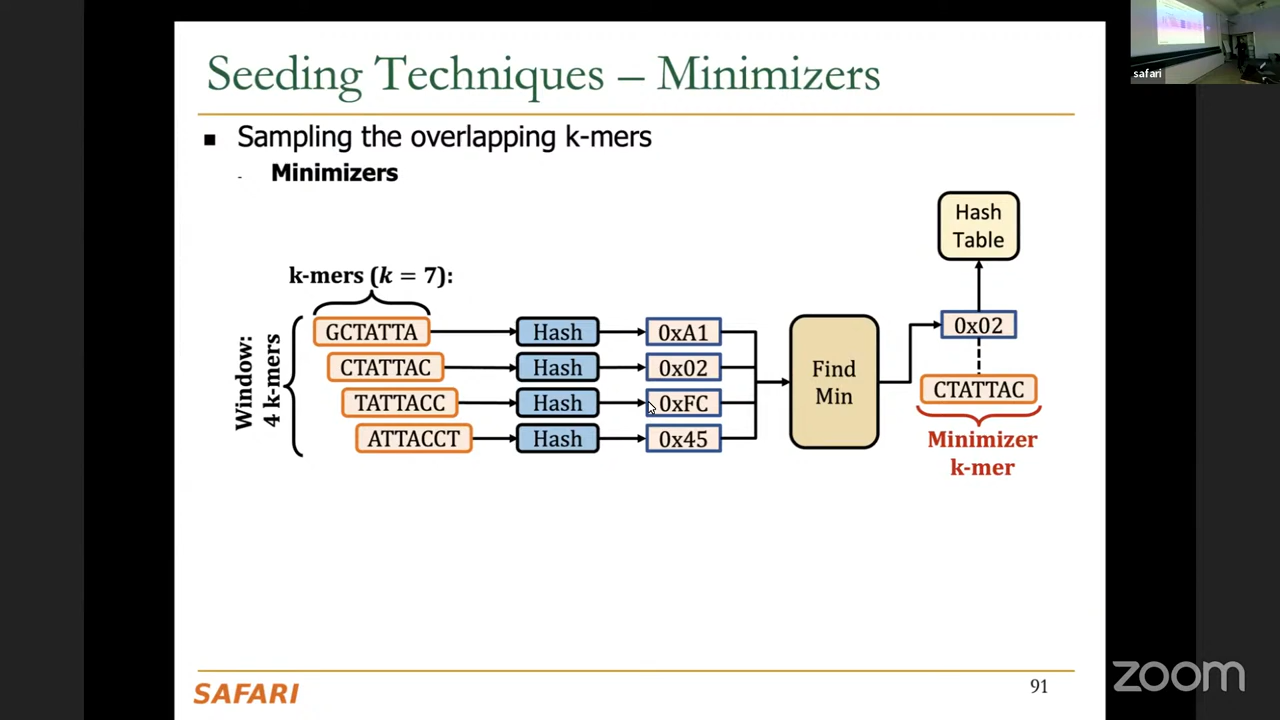 Seeding Techniques – Minimizers
safari
▪ Sampling the overlapping k-mers
- Minimizers
Hash
Table
k-mers (k = 7):
Window:
4 k-mers
GCTATTA Hash 0xA1
CTATTAC Hash 0x02
TATTACC Hash 0xFC
ATTACCT Hash 0x45
Find
Min
0x02
CTATTAC
Minimizer
k-mer
SAFARI
91
zoom